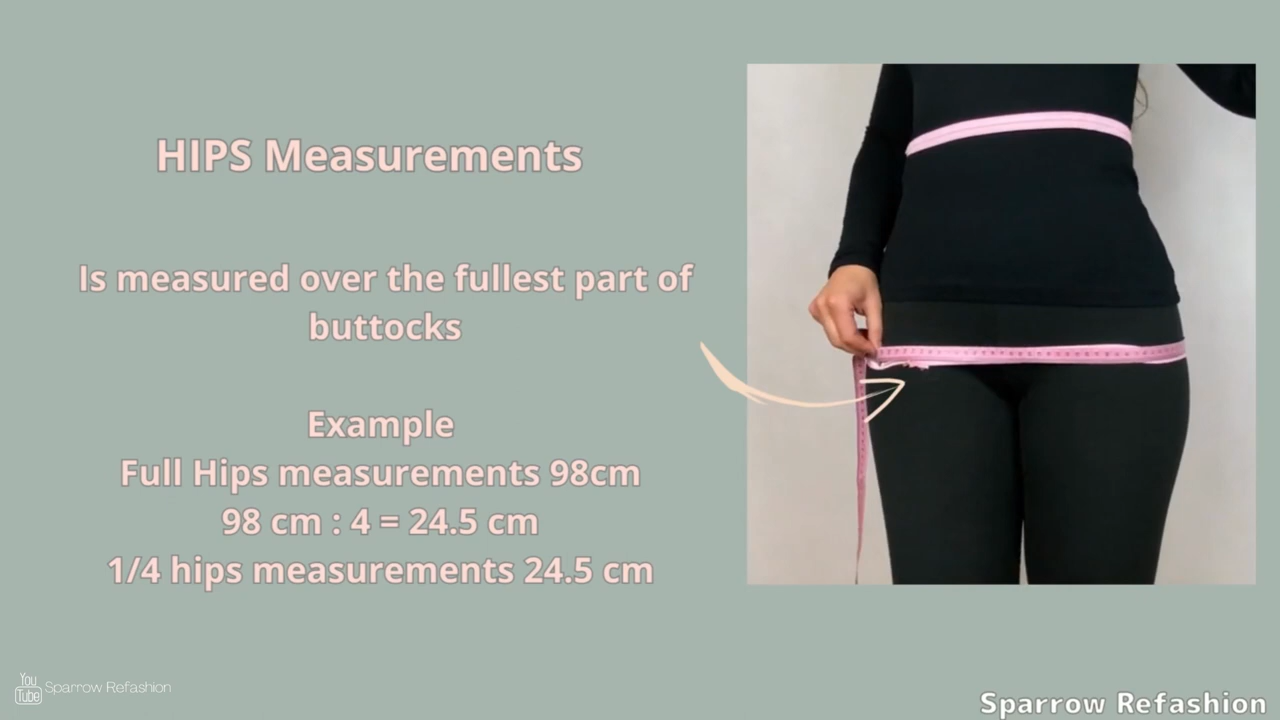 HIPS Measurements
Is measured over the fullest part of
buttocks
Example
Full Hips measurements 98cm
98 cm : 4 = 24.5 cm
1/4 hips measurements 24.5 cm
You
Tube
Sparrow Refashion
Sparrow Refashion